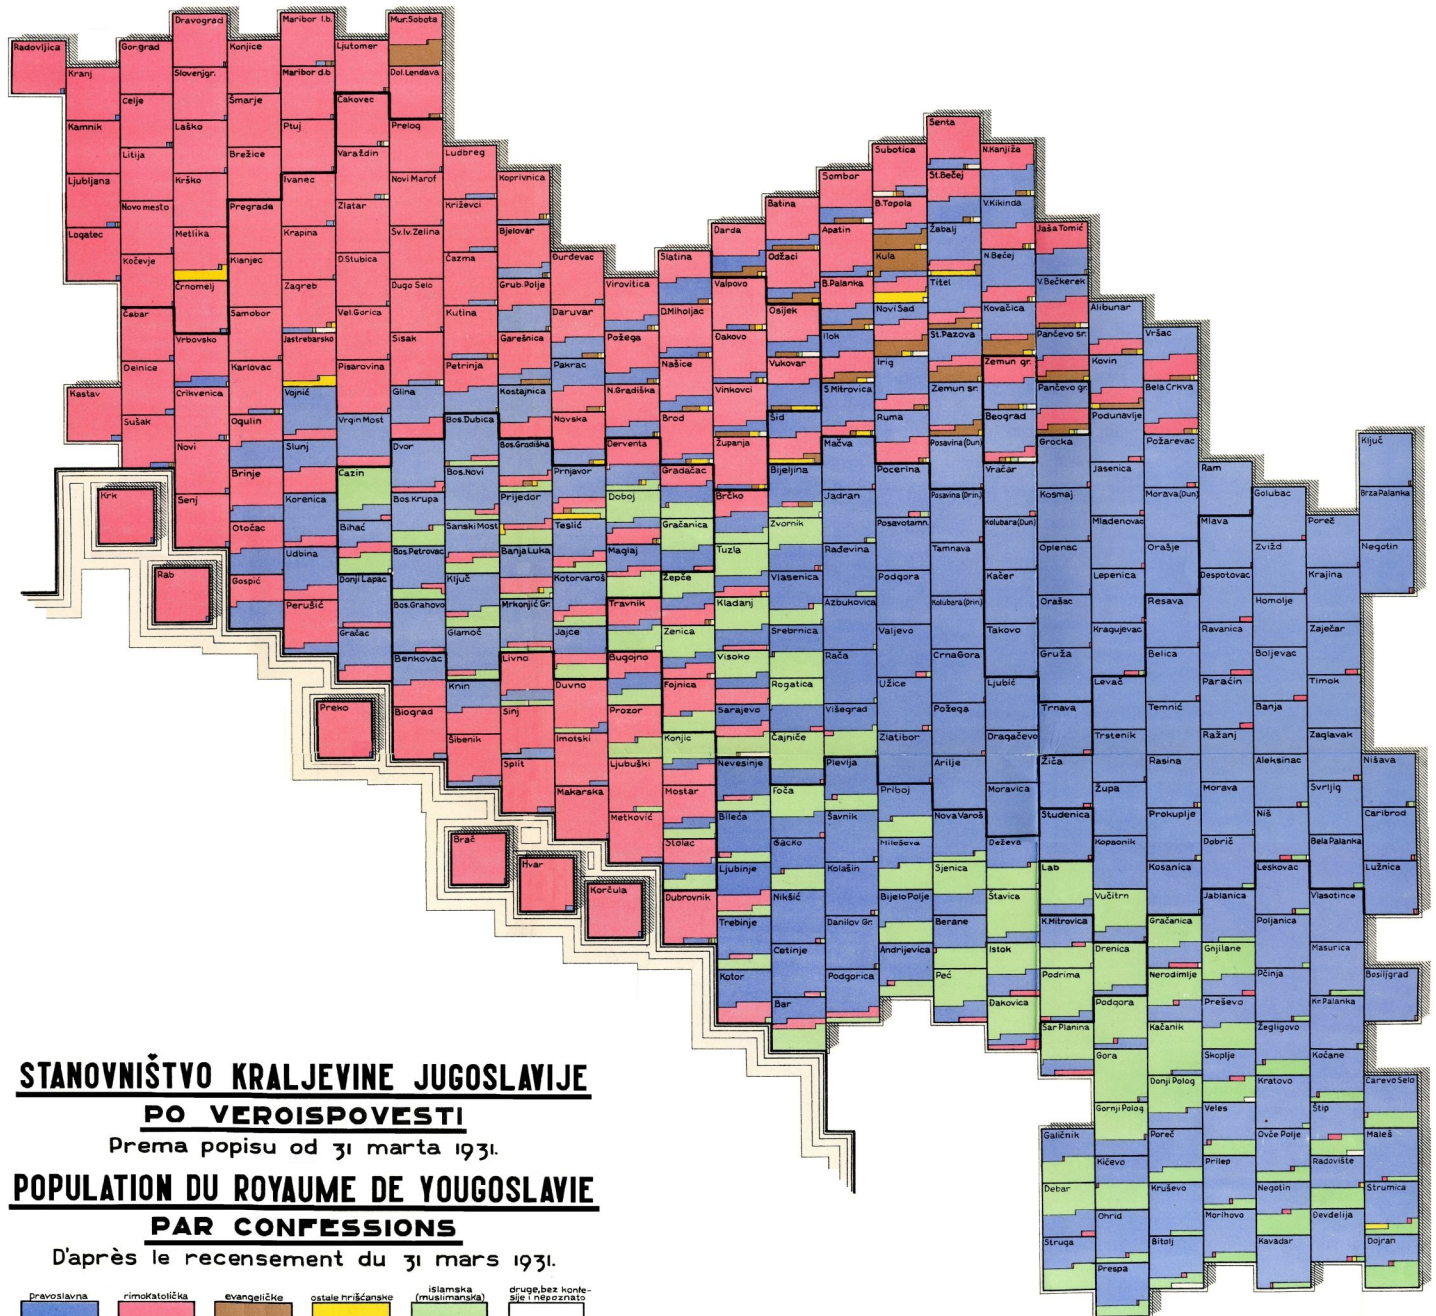 Dravograd
Maribor l.b.
Mur.Sobota
Radovljica
Gor.grad
Konjice
Ljutomer
Kranj
Slovenjgr.
Maribor d.b
Dol.Lendava
Celje
Šmarje
Čakovec
Kamnik
Laško
Ptuj
Prelog
Litija
Brežice
Varaždin
Ludbreg
Ljubljana
Krško
Ivanec
Novi Marof
Koprivnica
Novo mesto
Pregrada
Zlatar
Križevci
Logatec
Metlika
Krapina
Sv.Iv.Zelina
Bjelovar
Kočevje
Klanjec
D.Stubica
Čazma
Đurđevac
Črnomelj
Zagreb
Dugo Selo
Grub.Polje
Virovitica
Čabar
Samobor
Vel.Gorica
Kutina
Daruvar
Vrbovsko
Jastrebarsko
Sisak
Garešnica
Požega
Delnice
Karlovac
Pisarovina
Petrinja
Pakrac
Našice
Kastav
Crikvenica
Vojnić
Glina
Kostajnica
N.Gradiška
Sušak
Ogulin
Vrgin Most
Bos.Dubica
Novska
Brod
Novi
Slunj
Dvor
Bos.Gradiška
Derventa
Županja
Brinje
Cazin
Bos.Novi
Prnjavor
Gradačac
Krk
Senj
Korenica
Bos.Krupa
Prijedor
Doboj
Brčko
Otočac
Bihać
Sanski Most
Teslić
Gračanica
Rab
Udbina
Bos.Petrovac
Banja Luka
Maglaj
Tuzla
Gospić
Donji Lapac
Ključ
Kotorvaroš
Žepče
Perušić
Bos.Grahovo
Mrkonjić Gr.
Travnik
Kladanj
Gračac
Glamoč
Jajce
Zenica
Benkovac
Livno
Bugojno
Visoko
Knin
Duvno
Fojnica
Preko
Biograd
Sinj
Prozor
Sarajevo
Šibenik
Imotski
Konjic
Split
Ljubuški
Nevesinje
Makarska
Mostar
Metković
Bileća
Brač
Stolac
Hvar
Ljubinje
Korčula
Dubrovnik
Trebinje
Kotor
Bar
Senta
Subotica
N.Kanjiža
Sombor
St.Bečej
Batina
B.Topola
V.Kikinda
Darda
Apatin
Žabalj
Jaša Tomić
Slatina
Odžaci
Kula
N.Bečej
Valpovo
B.Palanka
Titel
V.Bečkerek
D.Miholjac
Osijek
Novi Sad
Kovačica
Alibunar
Đakovo
Ilok
St.Pazova
Pančevo sr.
Vršac
Vukovar
Irig
Zemun gr.
Kovin
Vinkovci
S.Mitrovica
Zemun sr.
Pančevo gr.
Bela Crkva
Šid
Ruma
Beograd
Podunavlje
Mačva
Posavina (Dun)
Grocka
Požarevac
Ključ
Bijeljina
Pocerina
Vračar
Jasenica
Ram
Jadran
Posavina (Drin.)
Kosmaj
Morava (Dun)
Golubac
Brza Palanka
Zvornik
Posavotamn.
Kolubara (Dun)
Mladenovac
Mlava
Poreč
Rađevina
Tamnava
Oplenac
Orašje
Zvižd
Negotin
Vlasenica
Podgora
Kačer
Lepenica
Despotovac
Krajina
Azbukovica
Kolubara (Drin)
Orašac
Resava
Homolje
Srebrnica
Valjevo
Takovo
Kragujevac
Ravanica
Zaječar
Rača
Crna Gora
Gruža
Belica
Boljevac
Rogatica
Užice
Ljubić
Levač
Paraćin
Timok
Višegrad
Požega
Trnava
Temnić
Banja
Čajniče
Zlatibor
Dragačevo
Trstenik
Ražanj
Zaglavak
Plevlja
Arilje
Žiča
Rasina
Aleksinac
Nišava
Foča
Priboj
Moravica
Župa
Morava
Svrljig
Šavnik
Nova Varoš
Studenica
Prokuplje
Niš
Caribrod
Gacko
Mileševa
Deževa
Kopaonik
Dobrič
Bela Palanka
Kolašin
Sjenica
Lab
Kosanica
Leskovac
Lužnica
Nikšić
Bijelo Polje
Štavica
Vučitrn
Jablanica
Vlasotince
Danilov Gr.
Berane
K.Mitrovica
Gračanica
Poljanica
Cetinje
Andrijevica
Istok
Drenica
Gnjilane
Masurica
Podgorica
Peć
Podrima
Nerodimlje
Pčinja
Bosiljgrad
Đakovica
Podgora
Preševo
Kr.Palanka
Šar Planina
Kačanik
Žegligovo
Gora
Skoplje
Kočane
Donji Polog
Kratovo
Carevo Selo
Gornji Polog
Veles
Štip
Galičnik
Poreč
Ovče Polje
Maleš
Kičevo
Prilep
Radovište
Debar
Kruševo
Negotin
Strumica
Ohrid
Morihovo
Đevđelija
Struga
Bitolj
Kavadar
Dojran
Prespa
STANOVNIŠTVO KRALJEVINE JUGOSLAVIJE
PO VEROISPOVESTI
Prema popisu od 31 marta 1931.
POPULATION DU ROYAUME DE YOUGOSLAVIE
PAR CONFESSIONS
D'après le recensement du 31 mars 1931.
pravoslavna
rimokatolička
evangeličke
ostale hrišćanske
islamska
(muslimanska)
druge,bez konfe-
sije i nepoznato